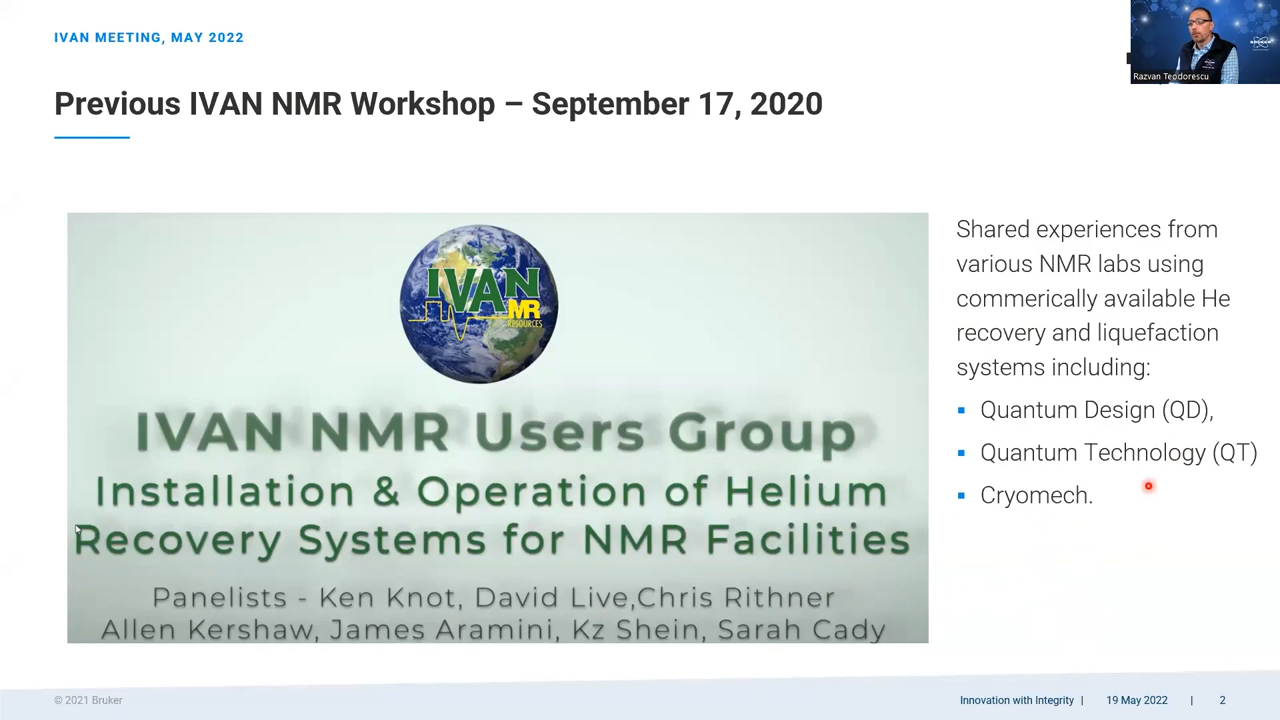 IVAN MEETING, MAY 2022
Razvan Teodorescu
Previous IVAN NMR Workshop – September 17, 2020
IVAN
MR
RESOURCES
IVAN NMR Users Group
Installation & Operation of Helium
Recovery Systems for NMR Facilities
Panelists - Ken Knot, David Live,Chris Rithner
Allen Kershaw, James Aramini, Kz Shein, Sarah Cady
Shared experiences from
various NMR labs using
commerically available He
recovery and liquefaction
systems including:
Quantum Design (QD),
Quantum Technology (QT)
Cryomech.
© 2021 Bruker
Innovation with Integrity | 19 May 2022 | 2